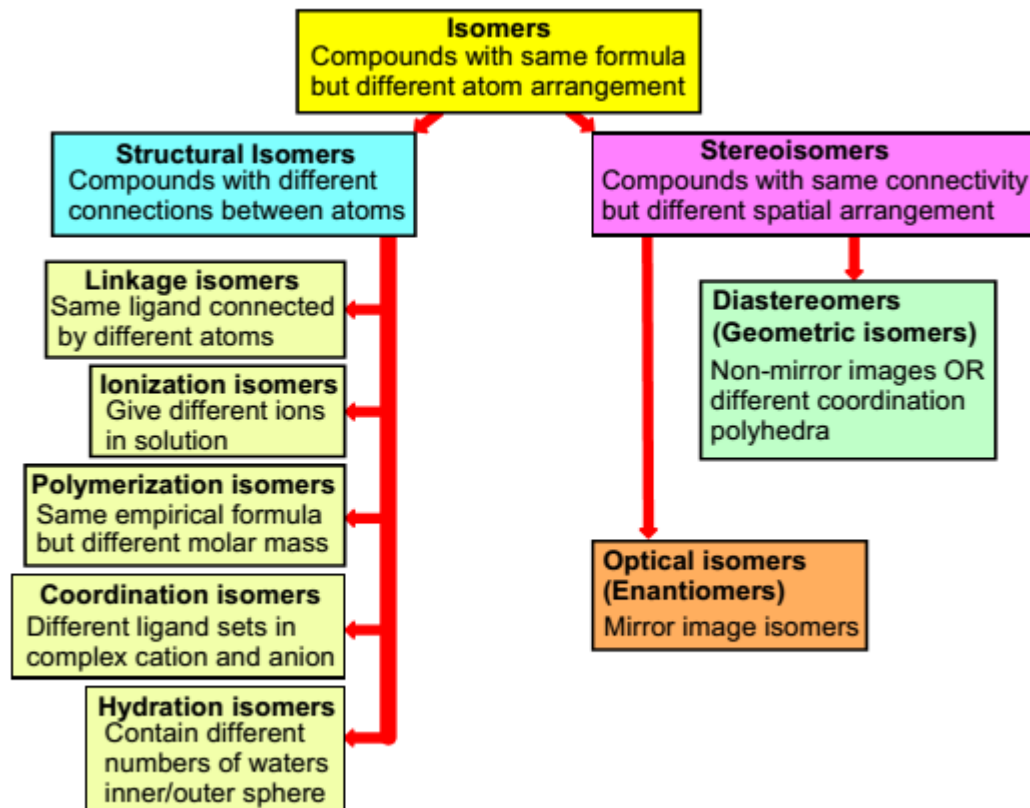 Isomers
Compounds with same formula
but different atom arrangement
Structural Isomers
Compounds with different
connections between atoms
Linkage isomers
Same ligand connected
by different atoms
Ionization isomers
Give different ions
in solution
Polymerization isomers
Same empirical formula
but different molar mass
Coordination isomers
Different ligand sets in
complex cation and anion
Hydration isomers
Contain different
numbers of waters
inner/outer sphere
Stereoisomers
Compounds with same connectivity
but different spatial arrangement
Diastereomers
(Geometric isomers)
Non-mirror images OR
different coordination
polyhedra
Optical isomers
(Enantiomers)
Mirror image isomers